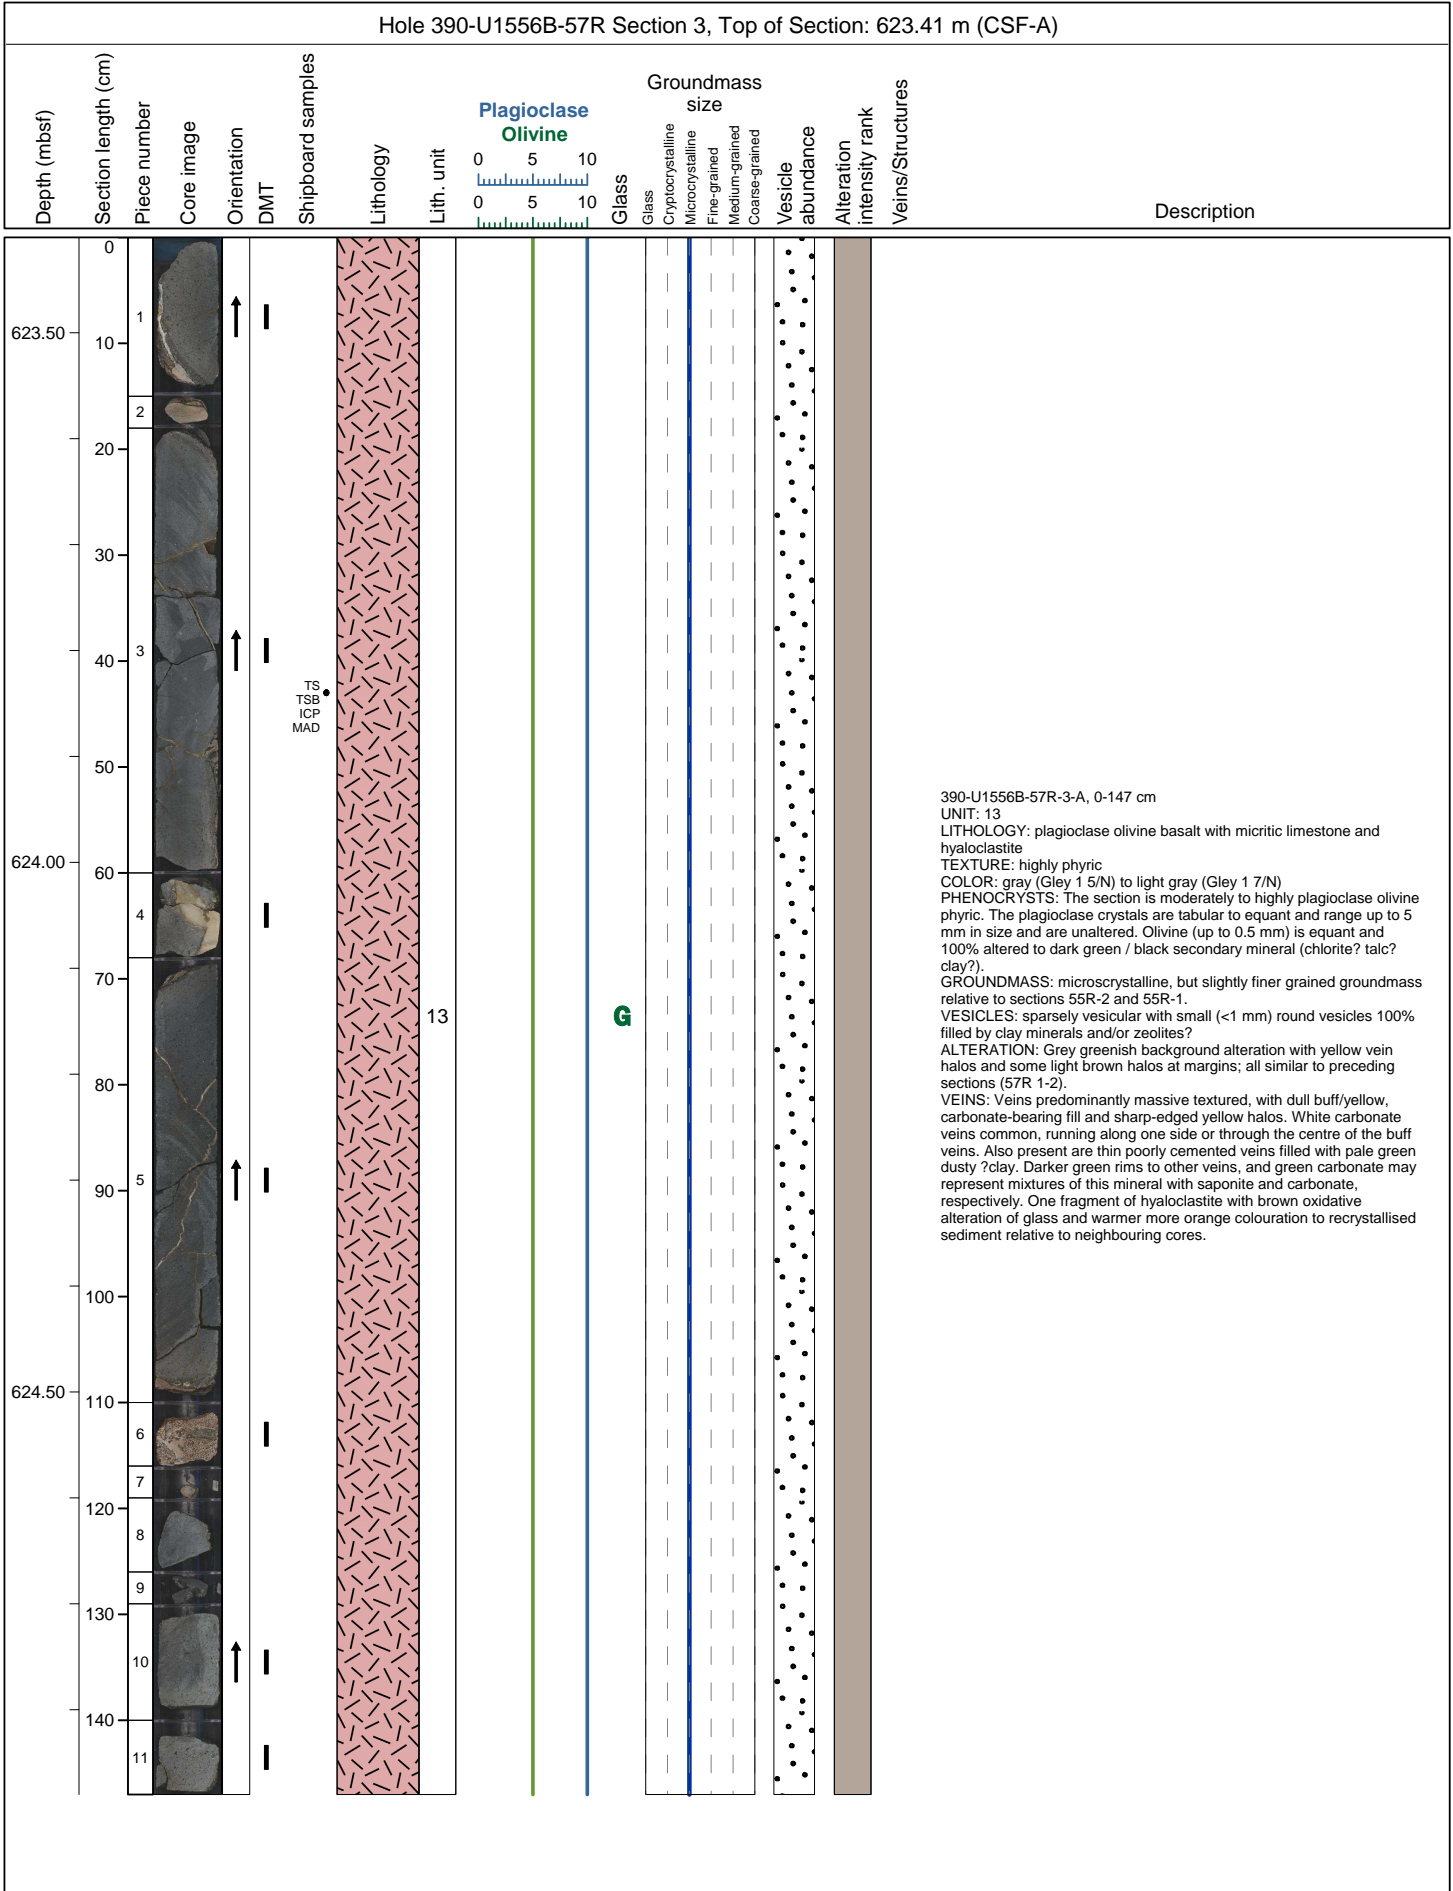 Hole 390-U1556B-57R Section 3, Top of Section: 623.41 m (CSF-A)
Depth (mbsf)
Section length (cm)
Piece number
Core image
Orientation
DMT
Shipboard samples
Lithology
Lith. unit
Plagioclase
Olivine
0 5 10
0 5 10
Glass
Groundmass
size
Glass
Cryptocrystalline
Microcrystalline
Fine-grained
Medium-grained
Coarse-grained
Vesicle
abundance
Alteration
intensity rank
Veins/Structures
Description
0
1
623.50
10
2
20
30
3
40
TS
TSB
ICP
MAD
50
624.00
60
4
70
13
G
80
5
90
100
624.50
110
6
7
120
8
9
130
10
140
11
390-U1556B-57R-3-A, 0-147 cm
UNIT: 13
LITHOLOGY: plagioclase olivine basalt with micritic limestone and
hyaloclastite
TEXTURE: highly phyric
COLOR: gray (Gley 1 5/N) to light gray (Gley 1 7/N)
PHENOCRYSTS: The section is moderately to highly plagioclase olivine
phyric. The plagioclase crystals are tabular to equant and range up to 5
mm in size and are unaltered. Olivine (up to 0.5 mm) is equant and
100% altered to dark green / black secondary mineral (chlorite? talc?
clay?).
GROUNDMASS: microscrystalline, but slightly finer grained groundmass
relative to sections 55R-2 and 55R-1.
VESICLES: sparsely vesicular with small (<1 mm) round vesicles 100%
filled by clay minerals and/or zeolites?
ALTERATION: Grey greenish background alteration with yellow vein
halos and some light brown halos at margins; all similar to preceding
sections (57R 1-2).
VEINS: Veins predominantly massive textured, with dull buff/yellow,
carbonate-bearing fill and sharp-edged yellow halos. White carbonate
veins common, running along one side or through the centre of the buff
veins. Also present are thin poorly cemented veins filled with pale green
dusty ?clay. Darker green rims to other veins, and green carbonate may
represent mixtures of this mineral with saponite and carbonate,
respectively. One fragment of hyaloclastite with brown oxidative
alteration of glass and warmer more orange colouration to recrystallised
sediment relative to neighbouring cores.